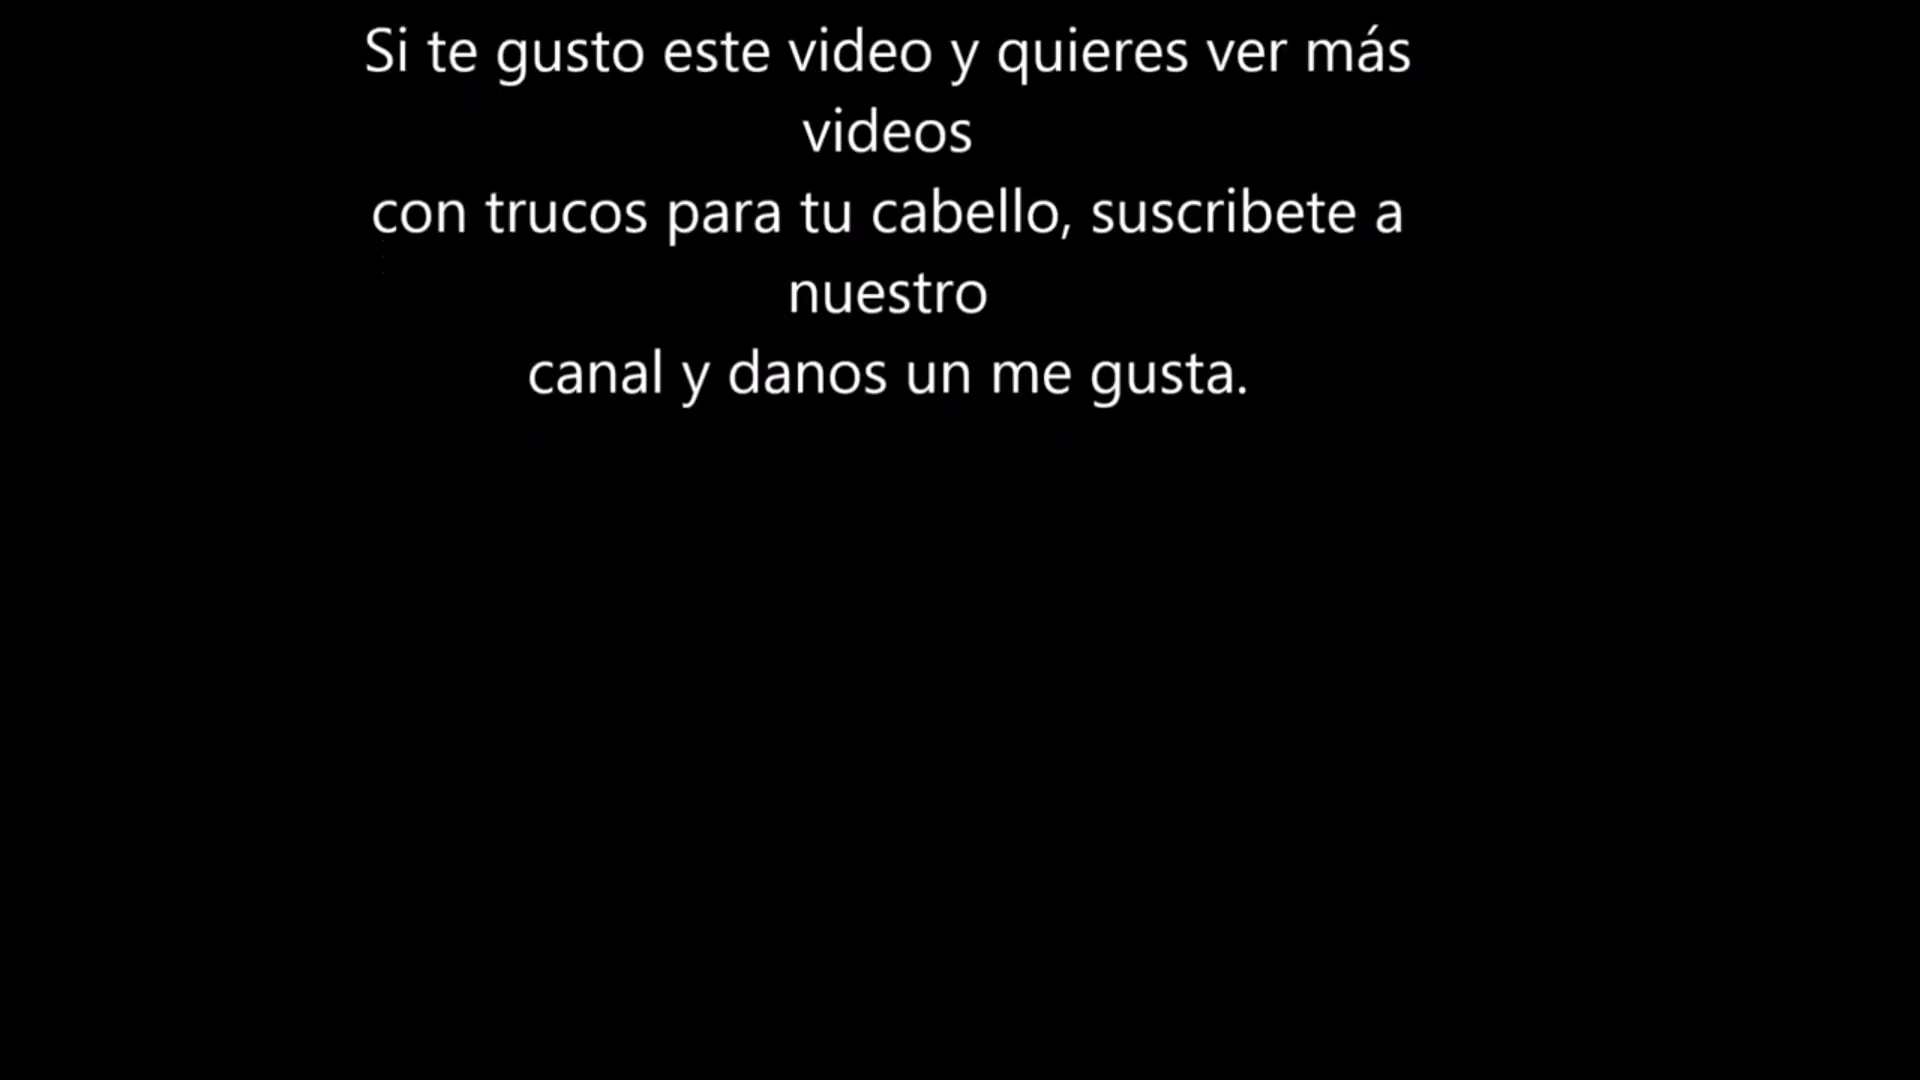 Si te gusto este video y quieres ver más
videos
con trucos para tu cabello, suscribete a
nuestro
canal y danos un me gusta.